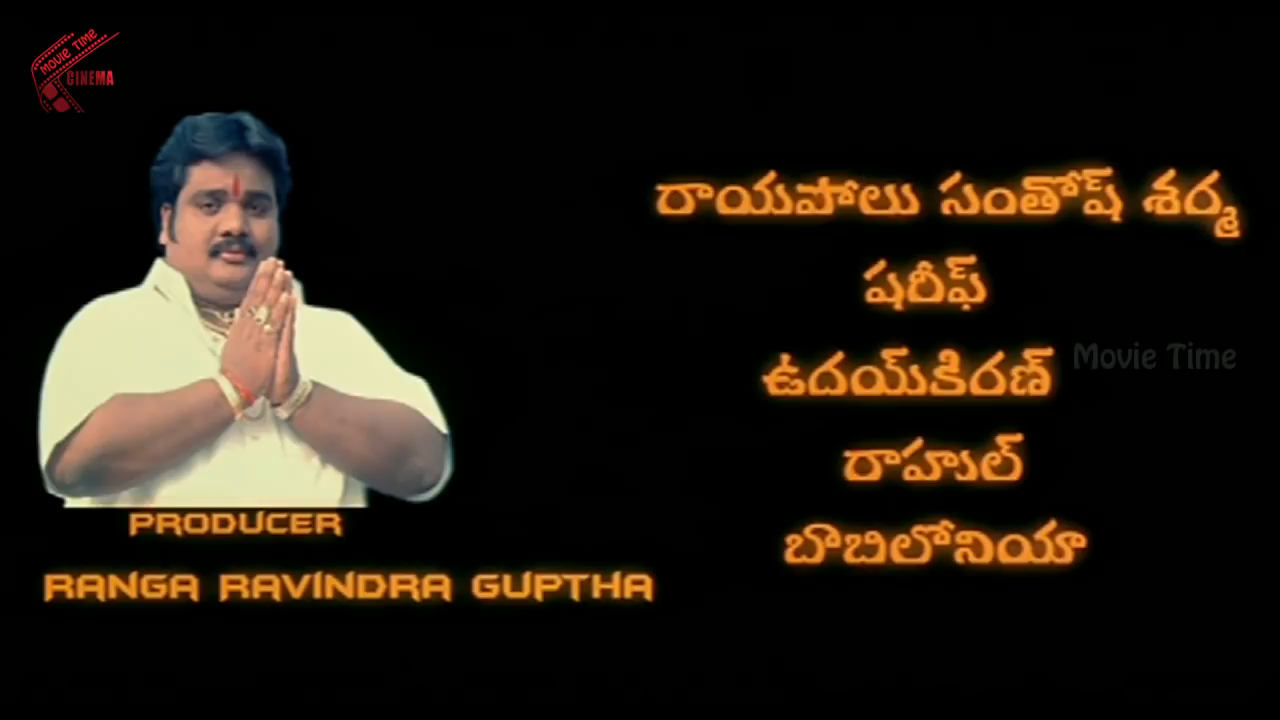 MOVIE TIME
CINEMA
రాయపోలు సంతోష్ శర్మ
షరీఫ్
ఉదయ్‌కిరణ్
Movie Time
రాహుల్
బాబిలోనియా
PRODUCER
RANGA RAVINDRA GUPTHA